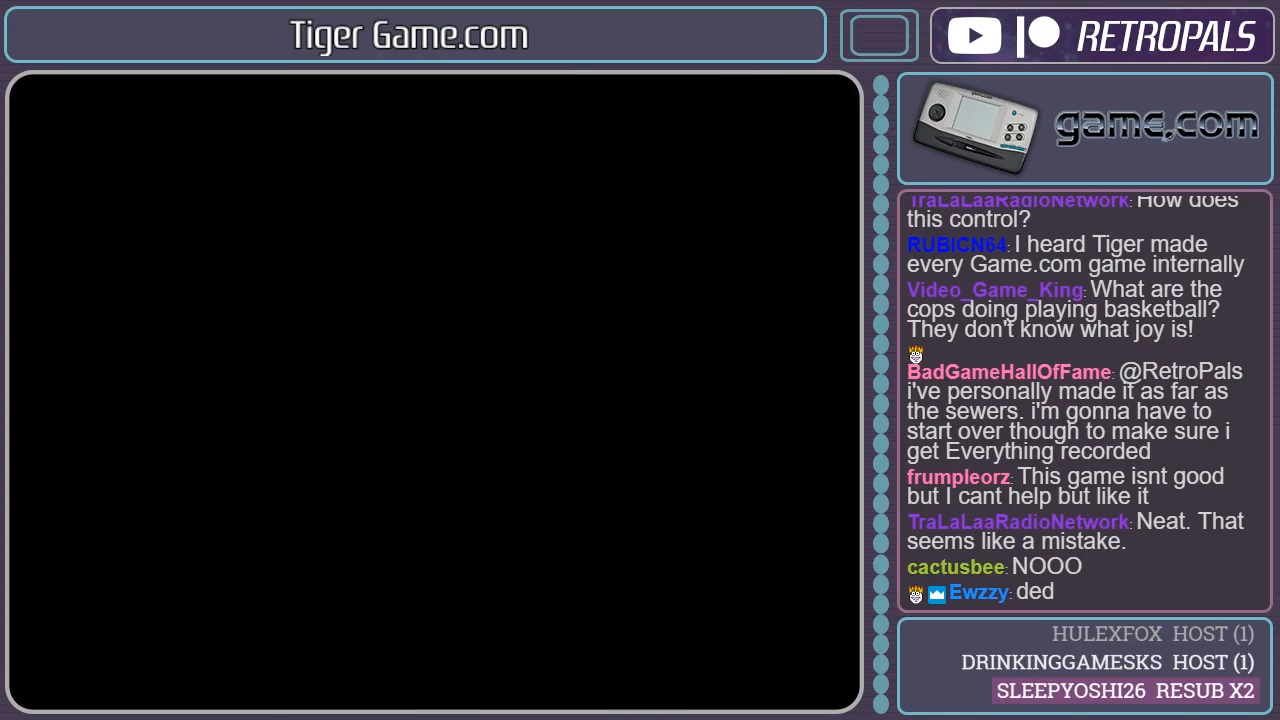 Tiger Game.com
RETROPALS
game.com
TraLaLaaRadioNetwork: How does
this control?
RUBICN64: I heard Tiger made
every Game.com game internally
Video_Game_King: What are the
cops doing playing basketball?
They don't know what joy is!
BadGameHallOfFame: @RetroPals
i've personally made it as far as
the sewers. i'm gonna have to
start over though to make sure i
get Everything recorded
frumpleorz: This game isnt good
but I cant help but like it
TraLaLaaRadioNetwork: Neat. That
seems like a mistake.
cactusbee: NOOO
Ewzzy: ded
HULEXFOX HOST (1)
DRINKINGGAMESKS HOST (1)
SLEEPYOSHI26 RESUB X2